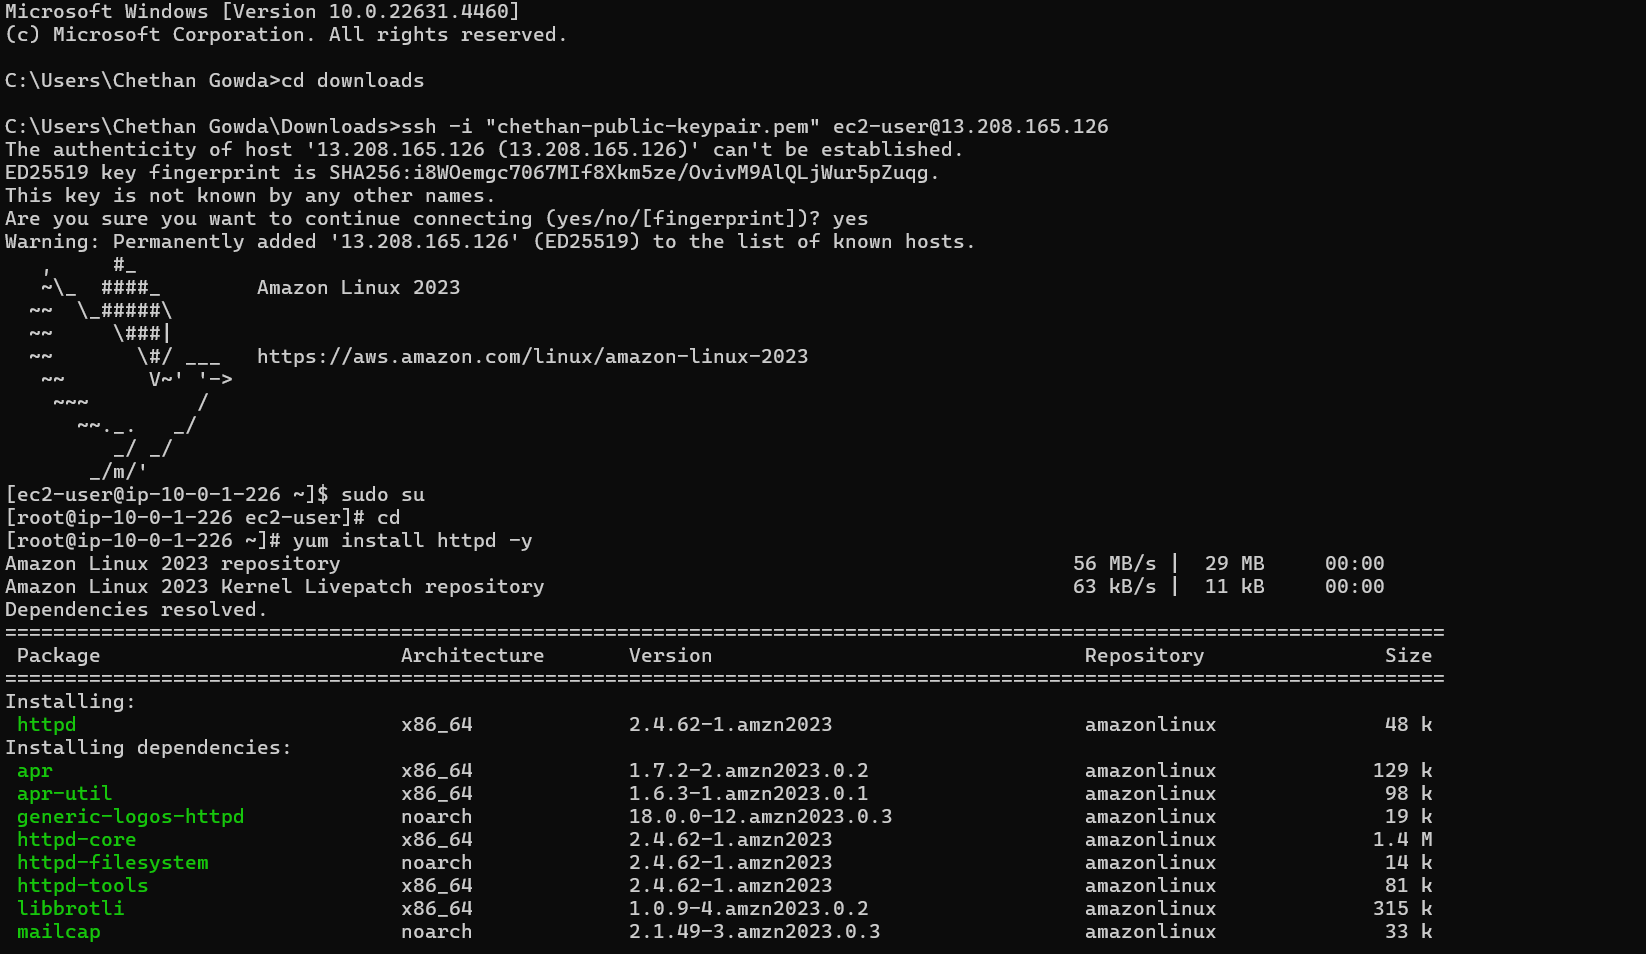 Microsoft Windows [Version 10.0.22631.4460]
(c) Microsoft Corporation. All rights reserved.

C:\Users\Chethan Gowda>cd downloads

C:\Users\Chethan Gowda\Downloads>ssh -i "chethan-public-keypair.pem" ec2-user@13.208.165.126
The authenticity of host '13.208.165.126 (13.208.165.126)' can't be established.
ED25519 key fingerprint is SHA256:i8WOemgc7067MIf8Xkm5ze/OvivM9AlQLjWur5pZuqg.
This key is not known by any other names.
Are you sure you want to continue connecting (yes/no/[fingerprint])? yes
Warning: Permanently added '13.208.165.126' (ED25519) to the list of known hosts.
   ,     #_
   ~\_  ####_        Amazon Linux 2023
  ~~  \_#####\
  ~~     \###|
  ~~       \#/ ___   https://aws.amazon.com/linux/amazon-linux-2023
   ~~       V~' '->
    ~~~         /
      ~~._.   _/
         _/ _/
       _/m/'
[ec2-user@ip-10-0-1-226 ~]$ sudo su
[root@ip-10-0-1-226 ec2-user]# cd
[root@ip-10-0-1-226 ~]# yum install httpd -y
Amazon Linux 2023 repository                                                             56 MB/s |  29 MB     00:00
Amazon Linux 2023 Kernel Livepatch repository                                            63 kB/s |  11 kB     00:00
Dependencies resolved.
========================================================================================================================
 Package                         Architecture       Version                               Repository               Size
========================================================================================================================
Installing:
 httpd                           x86_64             2.4.62-1.amzn2023                     amazonlinux              48 k
Installing dependencies:
 apr                             x86_64             1.7.2-2.amzn2023.0.2                  amazonlinux             129 k
 apr-util                        x86_64             1.6.3-1.amzn2023.0.1                  amazonlinux              98 k
 generic-logos-httpd             noarch             18.0.0-12.amzn2023.0.3                amazonlinux              19 k
 httpd-core                      x86_64             2.4.62-1.amzn2023                     amazonlinux             1.4 M
 httpd-filesystem                noarch             2.4.62-1.amzn2023                     amazonlinux              14 k
 httpd-tools                     x86_64             2.4.62-1.amzn2023                     amazonlinux              81 k
 libbrotli                       x86_64             1.0.9-4.amzn2023.0.2                  amazonlinux             315 k
 mailcap                         noarch             2.1.49-3.amzn2023.0.3                 amazonlinux              33 k